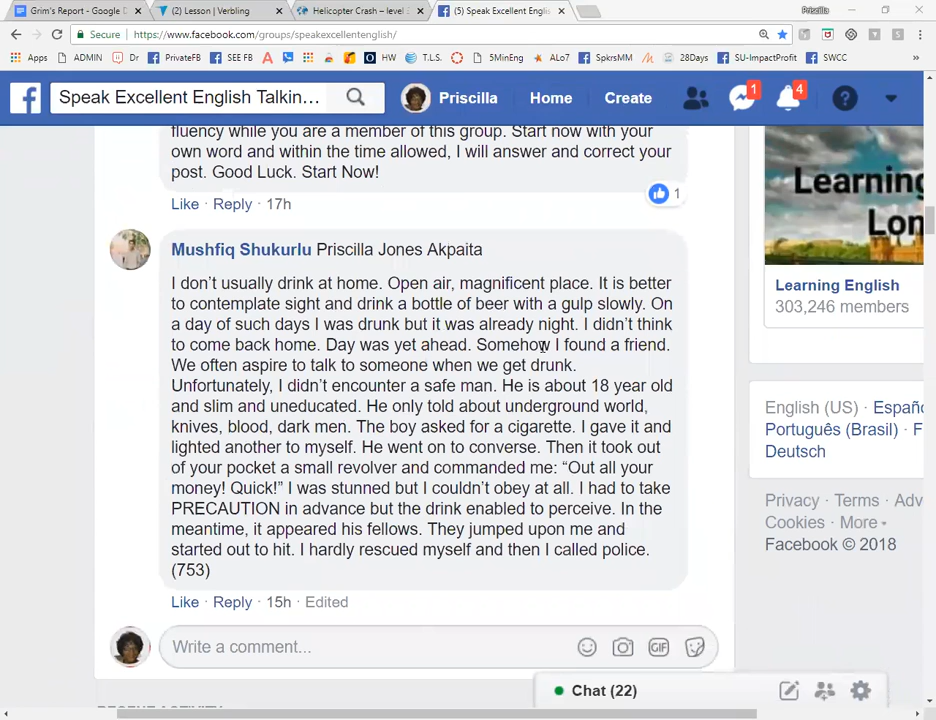 Grim's Report - Google D
(2) Lesson | Verbling
Helicopter Crash – level
(5) Speak Excellent Engli
Priscilla
Secure | https://www.facebook.com/groups/speakexcellentenglish/
Apps ADMIN Dr PrivateFB SEE FB HW T.L.S. 5MinEng ALo7 SpkrsMM 28Days SU-ImpactProfit SWCC »
Speak Excellent English Talkin... Priscilla Home Create 1 4
fluency while you are a member of this group. Start now with your
own word and within the time allowed, I will answer and correct your
post. Good Luck. Start Now!
1
Like · Reply · 17h
Mushfiq Shukurlu Priscilla Jones Akpaita
I don't usually drink at home. Open air, magnificent place. It is better
to contemplate sight and drink a bottle of beer with a gulp slowly. On
a day of such days I was drunk but it was already night. I didn't think
to come back home. Day was yet ahead. Somehow I found a friend.
We often aspire to talk to someone when we get drunk.
Unfortunately, I didn't encounter a safe man. He is about 18 year old
and slim and uneducated. He only told about underground world,
knives, blood, dark men. The boy asked for a cigarette. I gave it and
lighted another to myself. He went on to converse. Then it took out
of your pocket a small revolver and commanded me: “Out all your
money! Quick!” I was stunned but I couldn't obey at all. I had to take
PRECAUTION in advance but the drink enabled to perceive. In the
meantime, it appeared his fellows. They jumped upon me and
started out to hit. I hardly rescued myself and then I called police.
(753)
Like · Reply · 15h · Edited
Write a comment...
GIF
Chat (22)
Learning
Lon
Learning English
303,246 members
English (US) · Españo
Português (Brasil) · F
Deutsch
Privacy · Terms · Adv
Cookies · More
Facebook © 2018
RECENT ACTIVITY